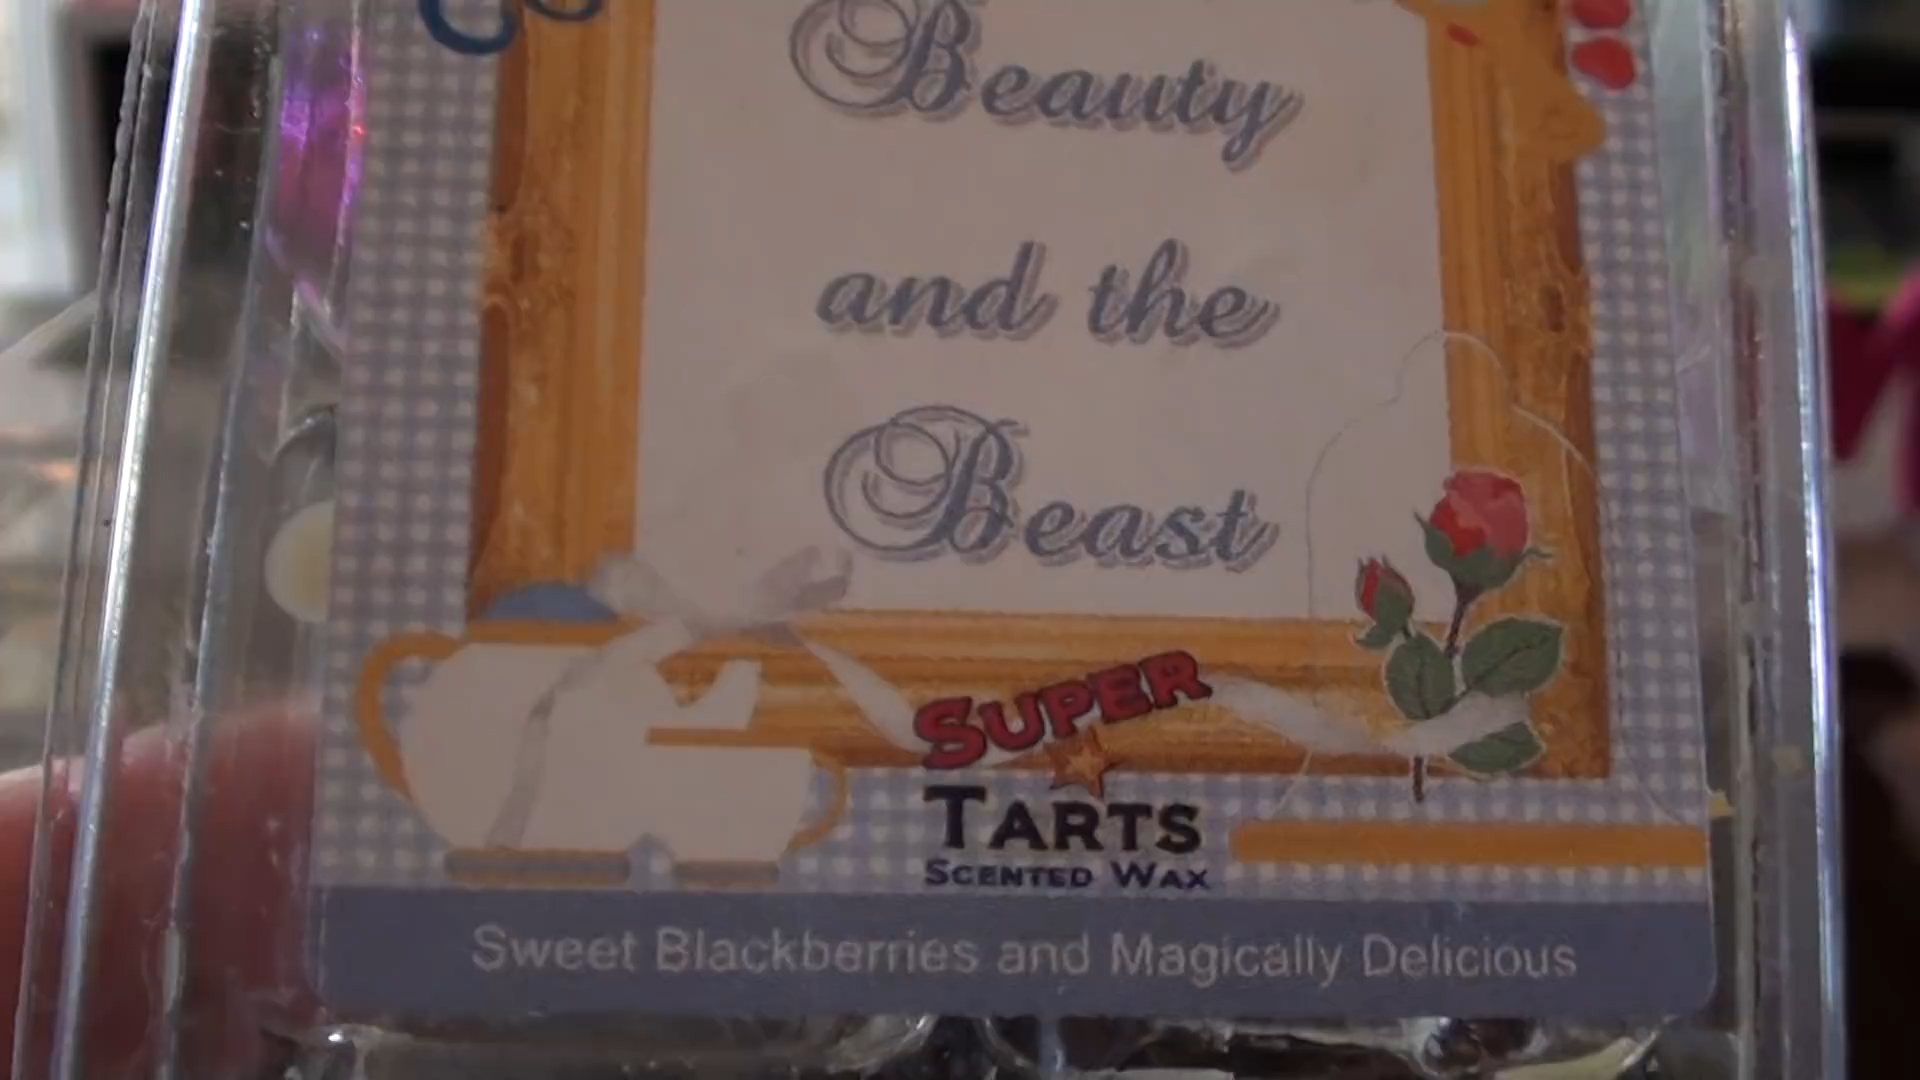 Beauty
and the
Beast
SUPER
TARTS
SCENTED WAX
Sweet Blackberries and Magically Delicious